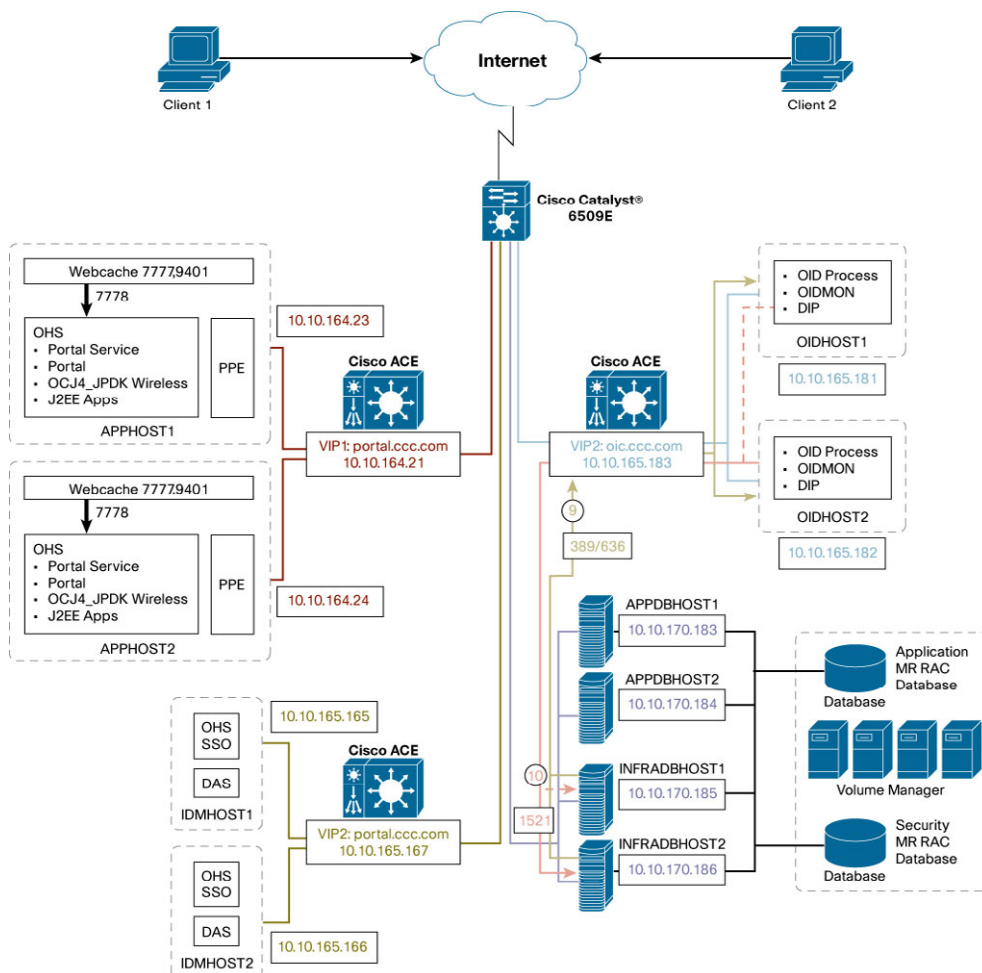 Internet
Client 1
Client 2
Cisco Catalyst®
6509E
Webcache 7777,9401
7778
OHS
▪ Portal Service
▪ Portal
▪ OCJ4_JPDK Wireless
▪ J2EE Apps
PPE
APPHOST1
10.10.164.23
Cisco ACE
VIP1: portal.ccc.com
10.10.164.21
Webcache 7777,9401
7778
OHS
▪ Portal Service
▪ Portal
▪ OCJ4_JPDK Wireless
▪ J2EE Apps
PPE
APPHOST2
10.10.164.24
Cisco ACE
VIP2: oic.ccc.com
10.10.165.183
▪ OID Process
▪ OIDMON
▪ DIP
OIDHOST1
10.10.165.181
▪ OID Process
▪ OIDMON
▪ DIP
OIDHOST2
10.10.165.182
9
389/636
APPDBHOST1
10.10.170.183
APPDBHOST2
10.10.170.184
10
INFRADBHOST1
10.10.170.185
1521
INFRADBHOST2
10.10.170.186
Application
MR RAC
Database
Database
Volume Manager
Security
MR RAC
Database
Database
OHS
SSO
DAS
IDMHOST1
10.10.165.165
Cisco ACE
VIP2: portal.ccc.com
10.10.165.167
OHS
SSO
DAS
IDMHOST2
10.10.165.166